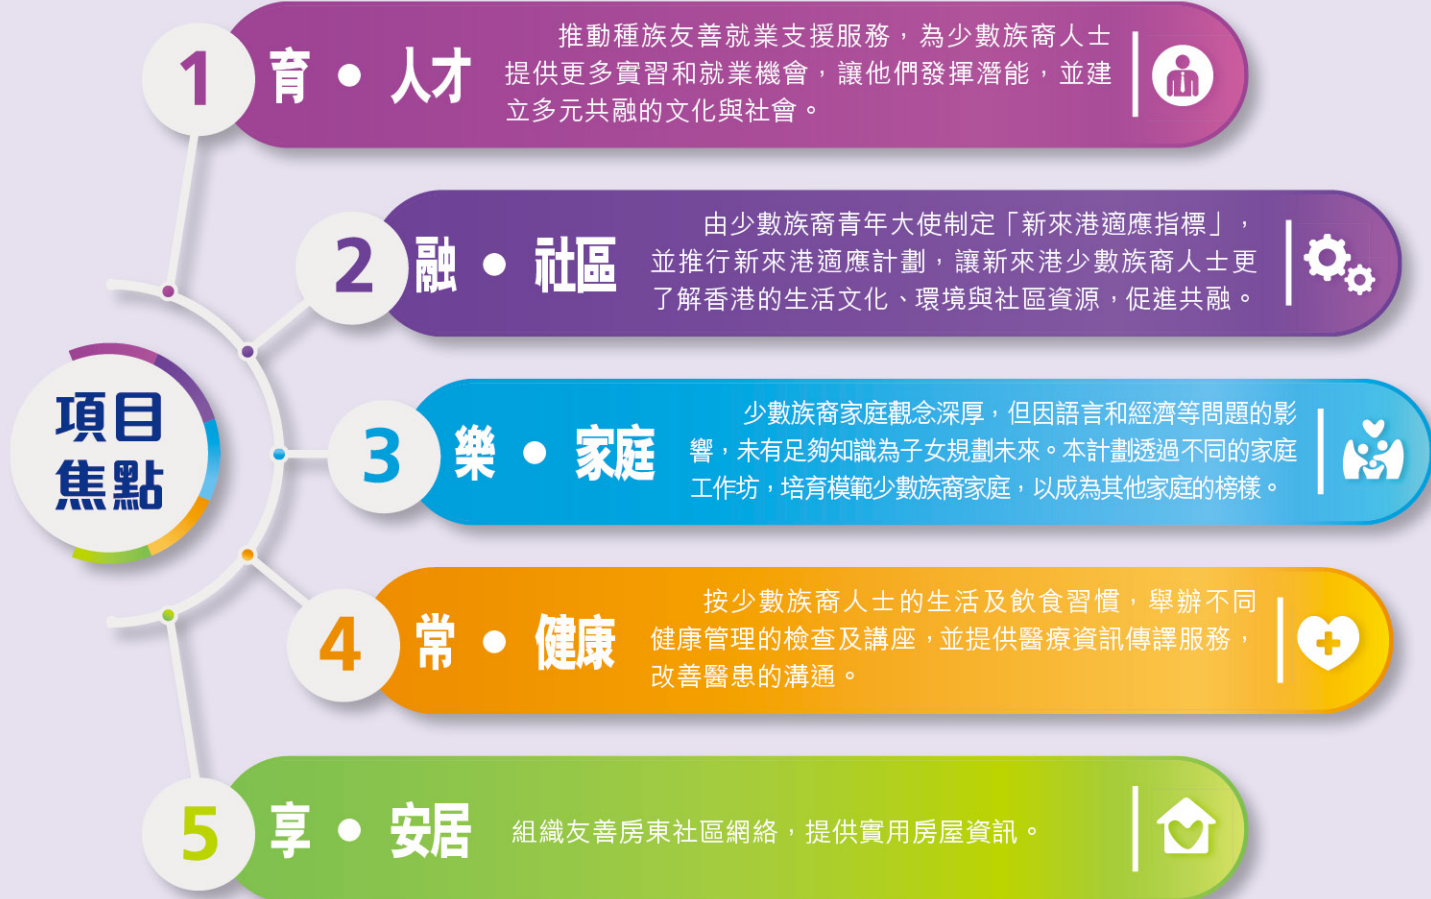 項目
焦點
1
育・人才
推動種族友善就業支援服務，為少數族裔人士
提供更多實習和就業機會，讓他們發揮潛能，並建
立多元共融的文化與社會。
2
融・社區
由少數族裔青年大使制定「新來港適應指標」，
並推行新來港適應計劃，讓新來港少數族裔人士更
了解香港的生活文化、環境與社區資源，促進共融。
3
樂・家庭
少數族裔家庭觀念深厚，但因語言和經濟等問題的影
響，未有足夠知識為子女規劃未來。本計劃透過不同的家庭
工作坊，培育模範少數族裔家庭，以成為其他家庭的榜樣。
4
常・健康
按少數族裔人士的生活及飲食習慣，舉辦不同
健康管理的檢查及講座，並提供醫療資訊傳譯服務，
改善醫患的溝通。
5
享・安居
組織友善房東社區網絡，提供實用房屋資訊。